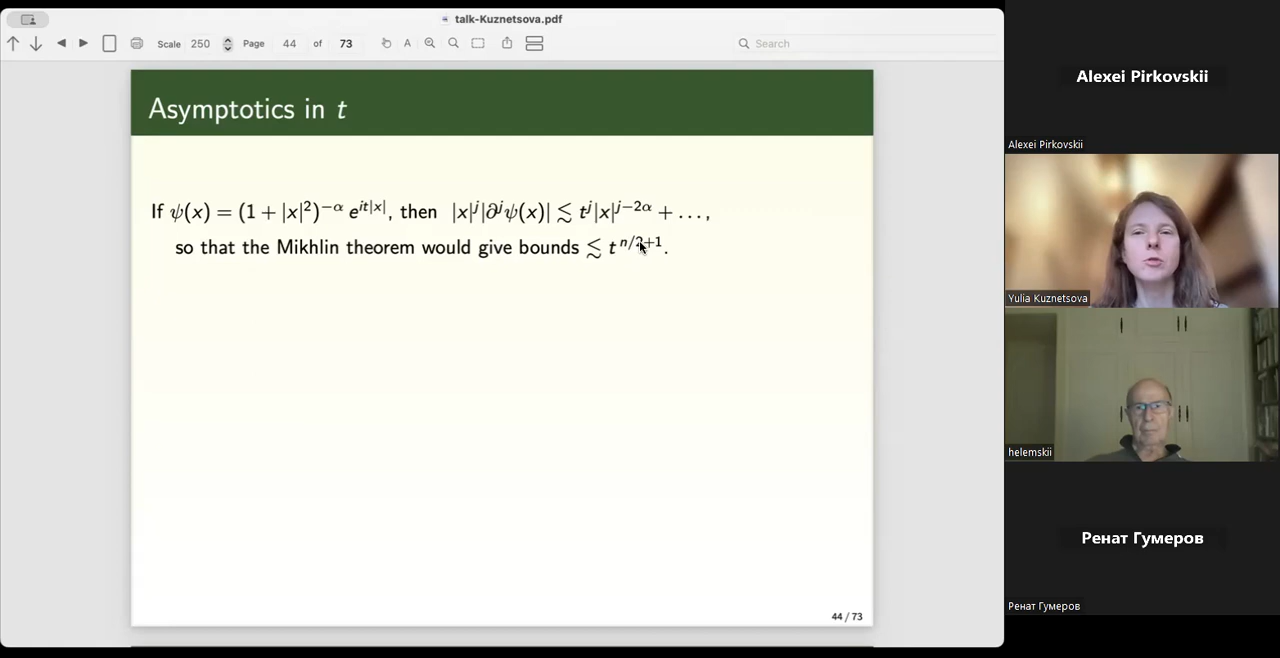 talk-Kuznetsova.pdf
Scale 250 Page 44 of 73 A Search
Asymptotics in t
If ψ(x) = (1 + |x|²)^{−α} e^{it|x|}, then |x|^j|∂^jψ(x)| ≲ t^j|x|^{j−2α} + … ,
so that the Mikhlin theorem would give bounds ≲ t^{n/2+1}.
44 / 73
Alexei Pirkovskii
Alexei Pirkovskii
Yulia Kuznetsova
helemskii
Ренат Гумеров
Ренат Гумеров